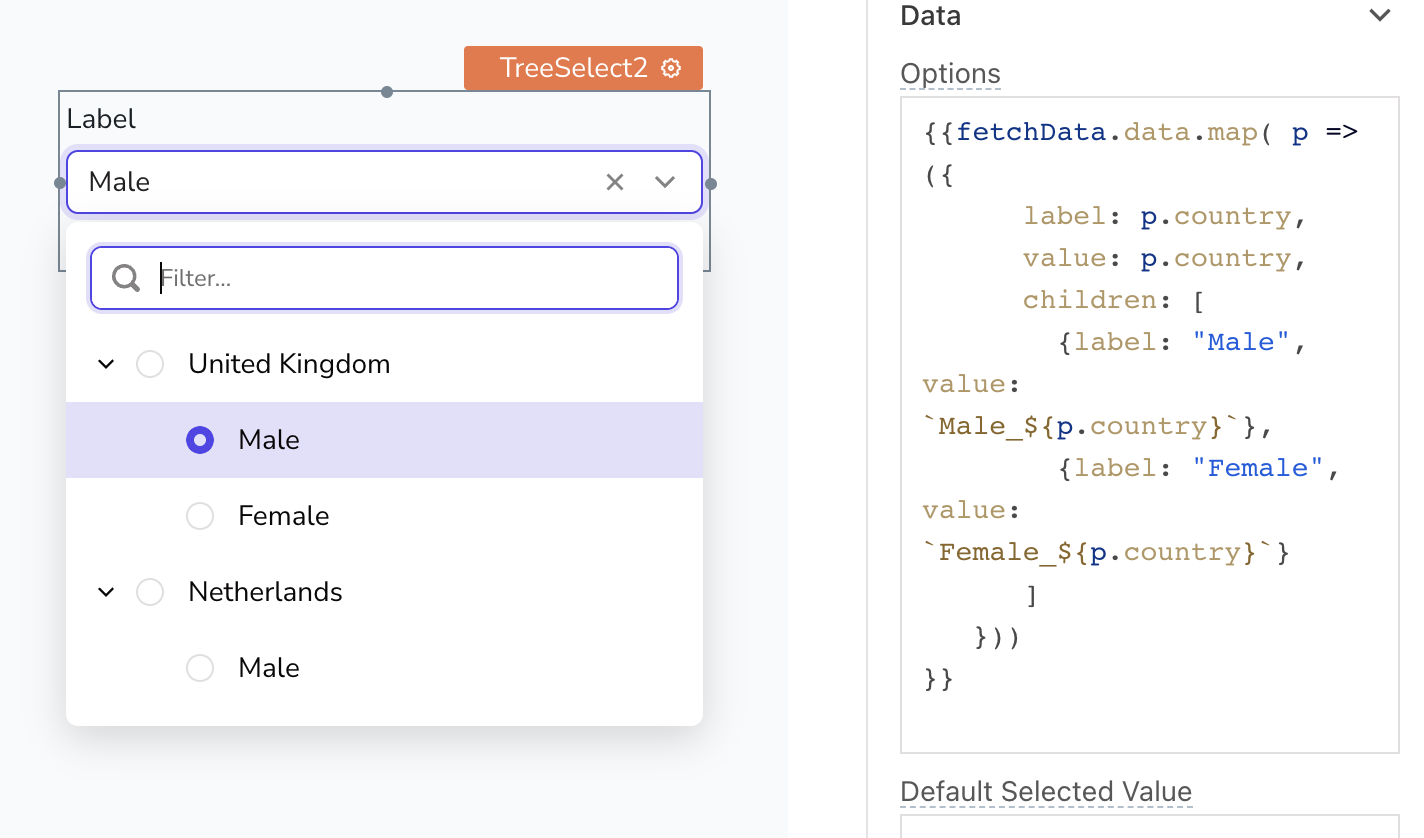 TreeSelect2
Label
Male
Filter...
United Kingdom
Male
Female
Netherlands
Male
Data
Options
{{fetchData.data.map( p =>
({
label: p.country,
value: p.country,
children: [
{label: "Male",
value:
`Male_${p.country}`},
{label: "Female",
value:
`Female_${p.country}`}
]
}))
}}
Default Selected Value